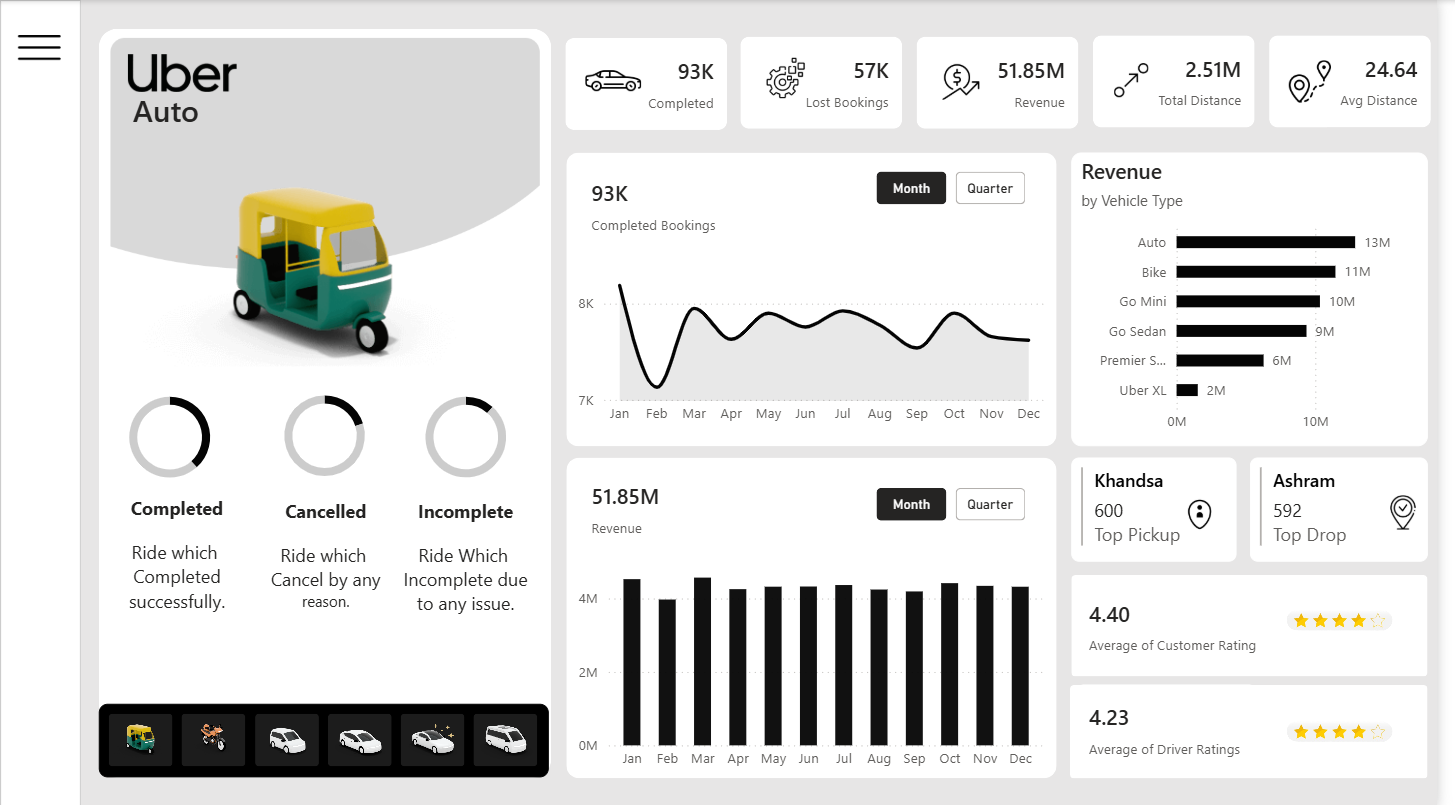 Uber
Auto
Completed
Ride which
Completed
successfully.
Cancelled
Ride which
Cancel by any
reason.
Incomplete
Ride Which
Incomplete due
to any issue.
93K
Completed
57K
Lost Bookings
51.85M
Revenue
2.51M
Total Distance
24.64
Avg Distance
93K
Completed Bookings
Month
Quarter
8K
7K
Jan Feb Mar Apr May Jun Jul Aug Sep Oct Nov Dec
Revenue
by Vehicle Type
Auto 13M
Bike 11M
Go Mini 10M
Go Sedan 9M
Premier S... 6M
Uber XL 2M
0M 10M
51.85M
Revenue
Month
Quarter
4M
2M
0M
Jan Feb Mar Apr May Jun Jul Aug Sep Oct Nov Dec
Khandsa
600
Top Pickup
Ashram
592
Top Drop
4.40
Average of Customer Rating
4.23
Average of Driver Ratings